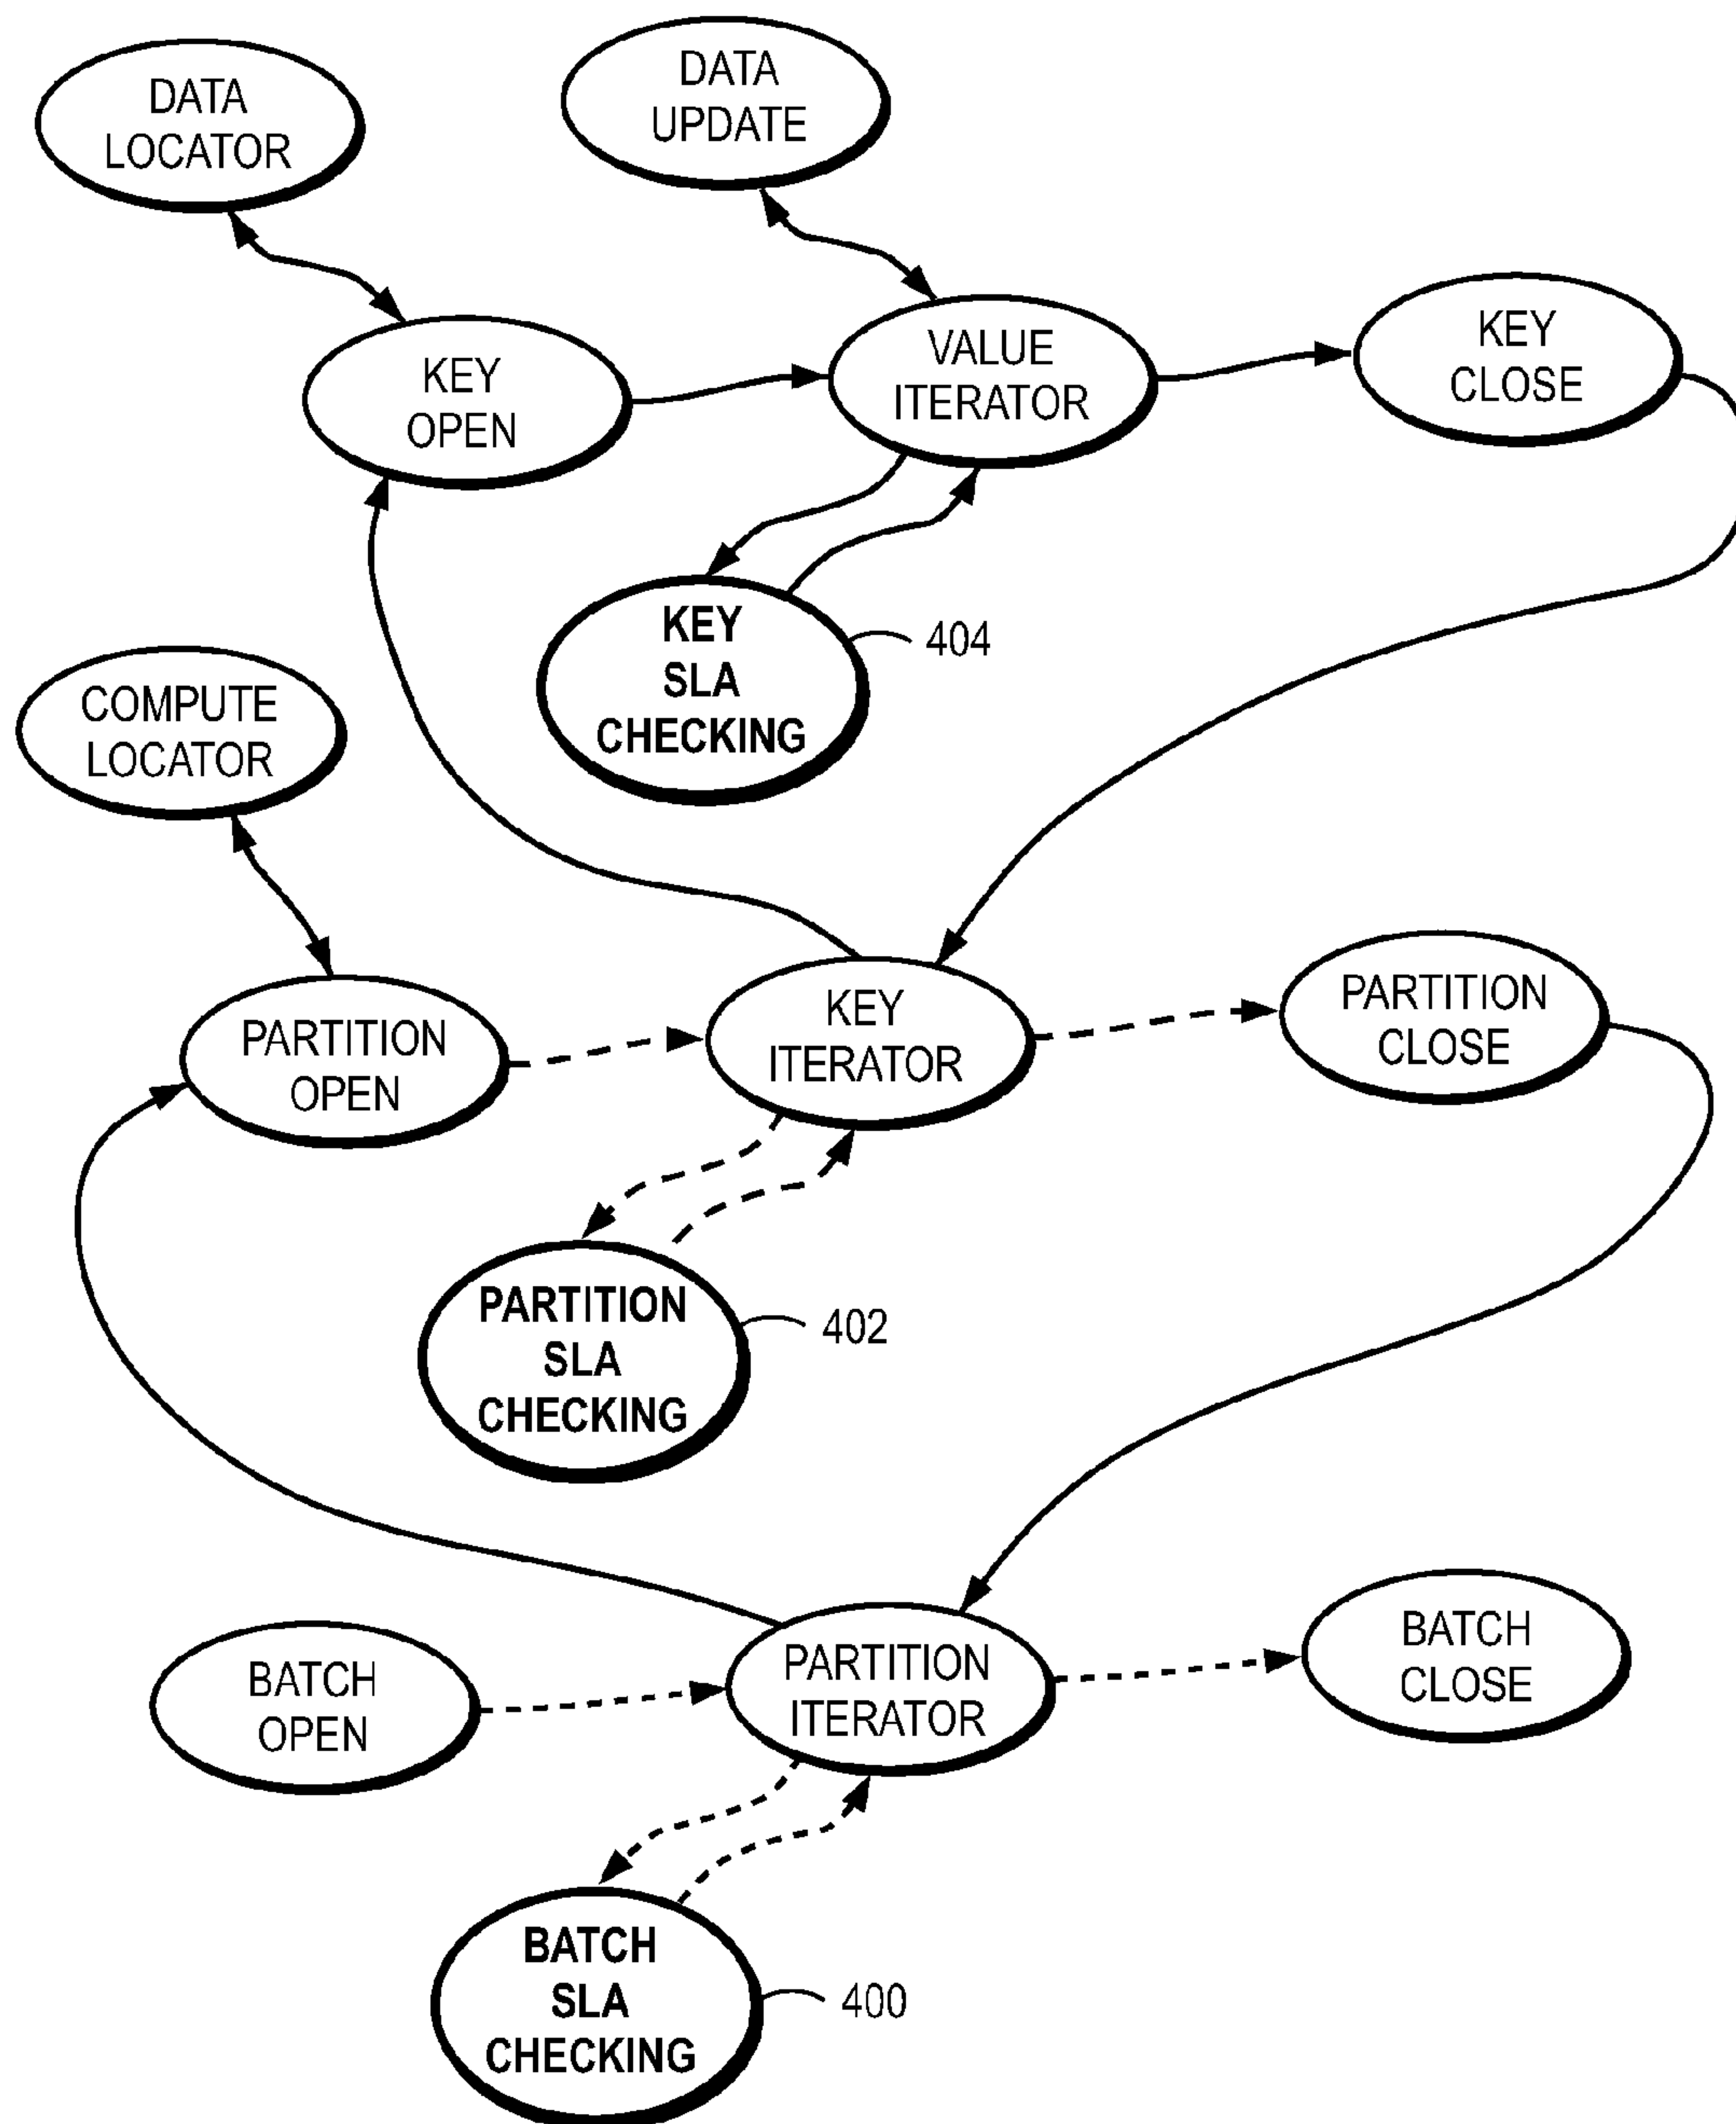 DATA
LOCATOR
DATA
UPDATE
KEY
OPEN
VALUE
ITERATOR
KEY
CLOSE
KEY
SLA
CHECKING
404
COMPUTE
LOCATOR
PARTITION
OPEN
KEY
ITERATOR
PARTITION
CLOSE
PARTITION
SLA
CHECKING
402
BATCH
OPEN
PARTITION
ITERATOR
BATCH
CLOSE
BATCH
SLA
CHECKING
400